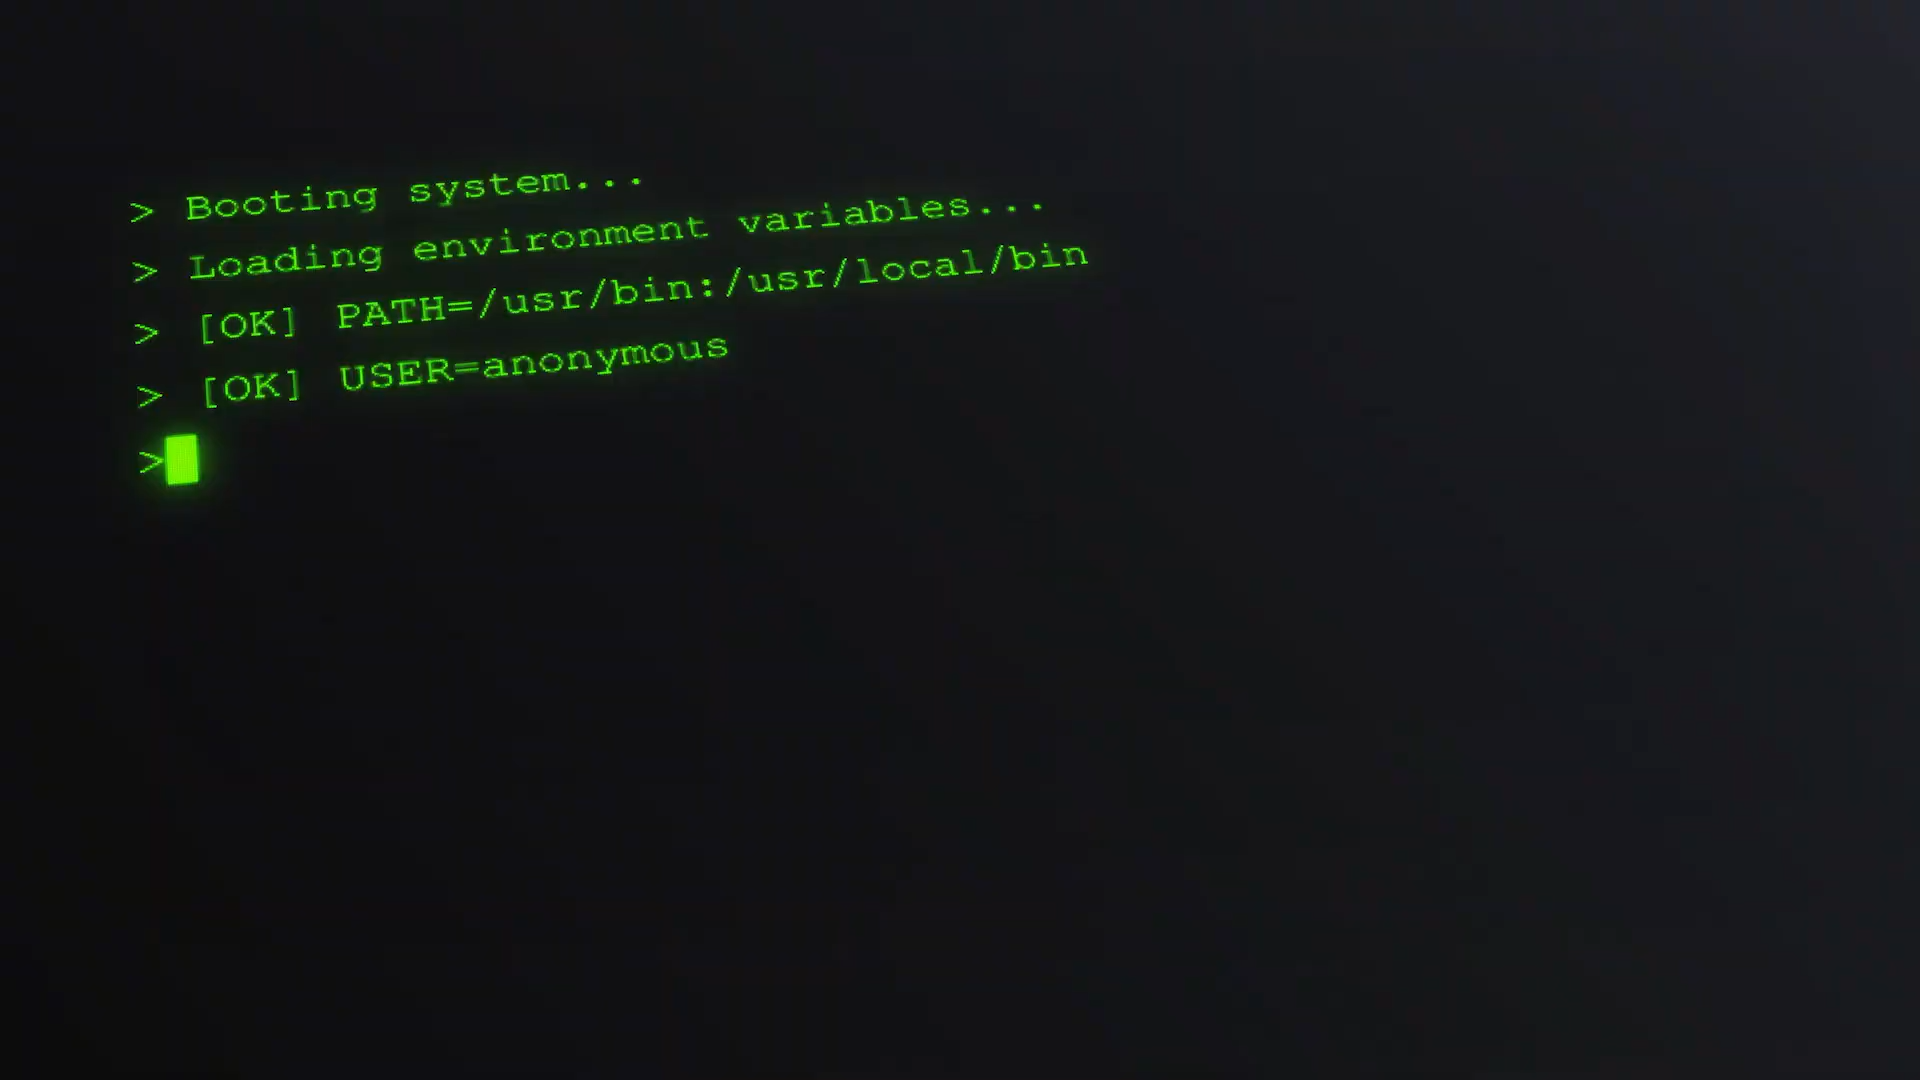 > Booting system...
> Loading environment variables...
> [OK] PATH=/usr/bin:/usr/local/bin
> [OK] USER=anonymous
>